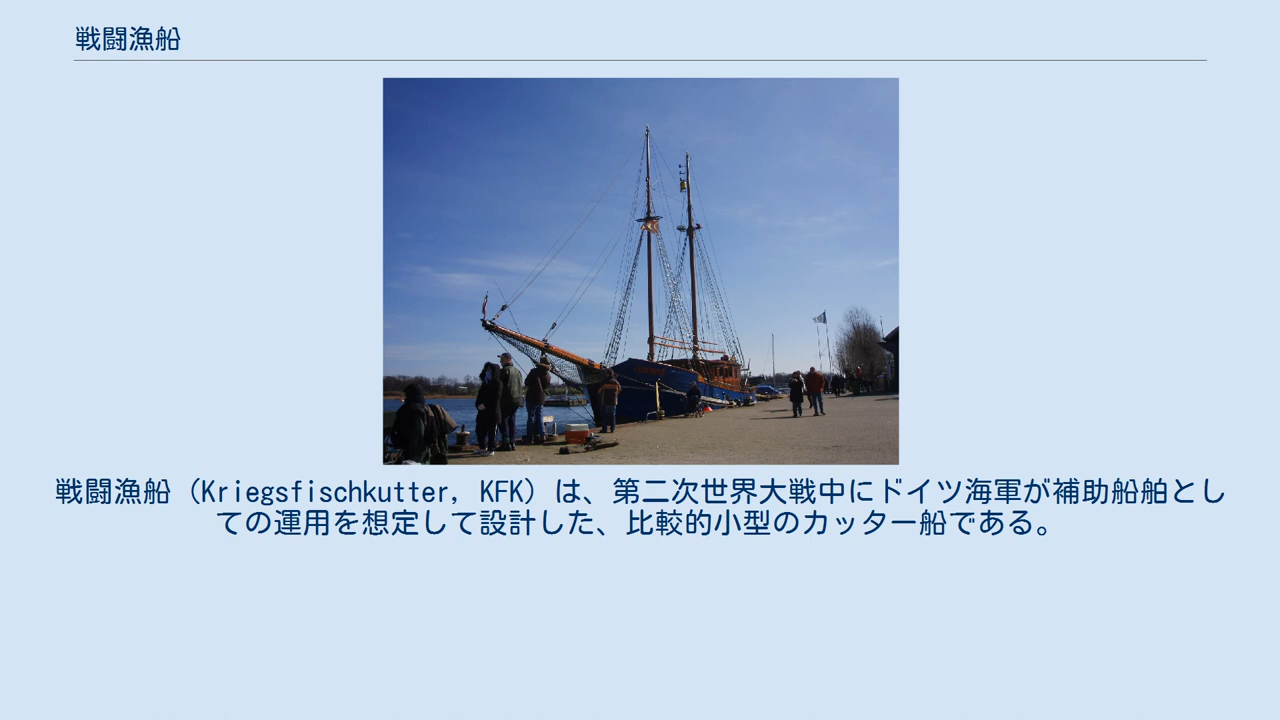 戦闘漁船
戦闘漁船（Kriegsfischkutter, KFK）は、第二次世界大戦中にドイツ海軍が補助船舶とし
ての運用を想定して設計した、比較的小型のカッター船である。